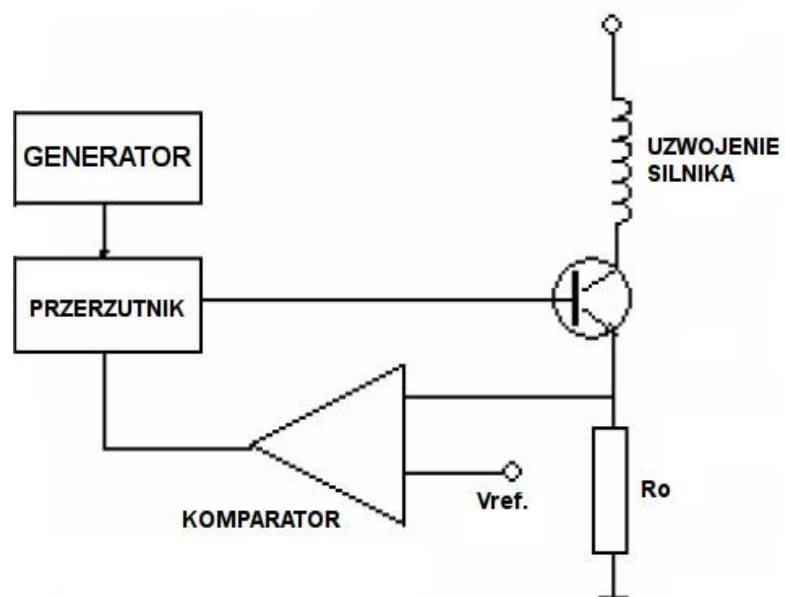 GENERATOR
UZWOJENIE
SILNIKA
PRZERZUTNIK
KOMPARATOR
Vref.
Ro